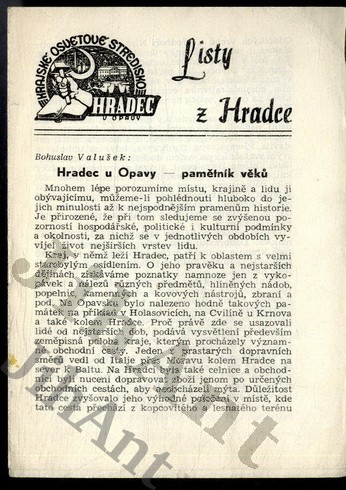 KRAJSKÉ OSVĚTOVÉ STŘEDISKO
HRADEC
U OPAVY
Listy
z Hradce
Bohuslav Valušek:
Hradec u Opavy — pamětník věků
Mnohem lépe porozumíme místu, krajině a lidu ji
obývajícímu, můžeme-li pohlédnouti hluboko do je-
jich minulosti až k nejspodnějším pramenům historie.
Je přirozené, že při tom sledujeme se zvýšenou po-
zorností hospodářské, politické i kulturní podmínky
a okolnosti, za nichž se v jednotlivých obdobích vy-
víjel život nejširších vrstev lidu.
Kraj, v němž leží Hradec, patří k oblastem s velmi
starobylým osídlením. O jeho pravěku a nejstarších
dějinách získáváme poznatky namnoze jen z vyko-
pávek a nálezů různých předmětů, hliněných nádob,
popelnic, kamenných a kovových nástrojů, zbraní a
pod. Na Opavsku bylo nalezeno hodně takových pa-
mátek na příklad v Holasovicích, na Cvilíně u Krnova
a také kolem Hradce. Proč právě zde se usazovali
lidé od nejstarších dob, podává vysvětlení především
zeměpisná poloha kraje, kterým procházely význam-
né obchodní cesty. Jeden z prastarých dopravních
směrů vedl od Italie přes Moravu kolem Hradce na
sever k Baltu. Na Hradci byla také celnice a obchod-
níci byli nuceni dopravovat zboží jenom po určených
obchodních cestách, aby neobcházeli mýta. Důležitost
Hradce zvyšovalo jeho výhodné položení v místě, kde
tato cesta přechází z kopcovitého a lesnatého terénu